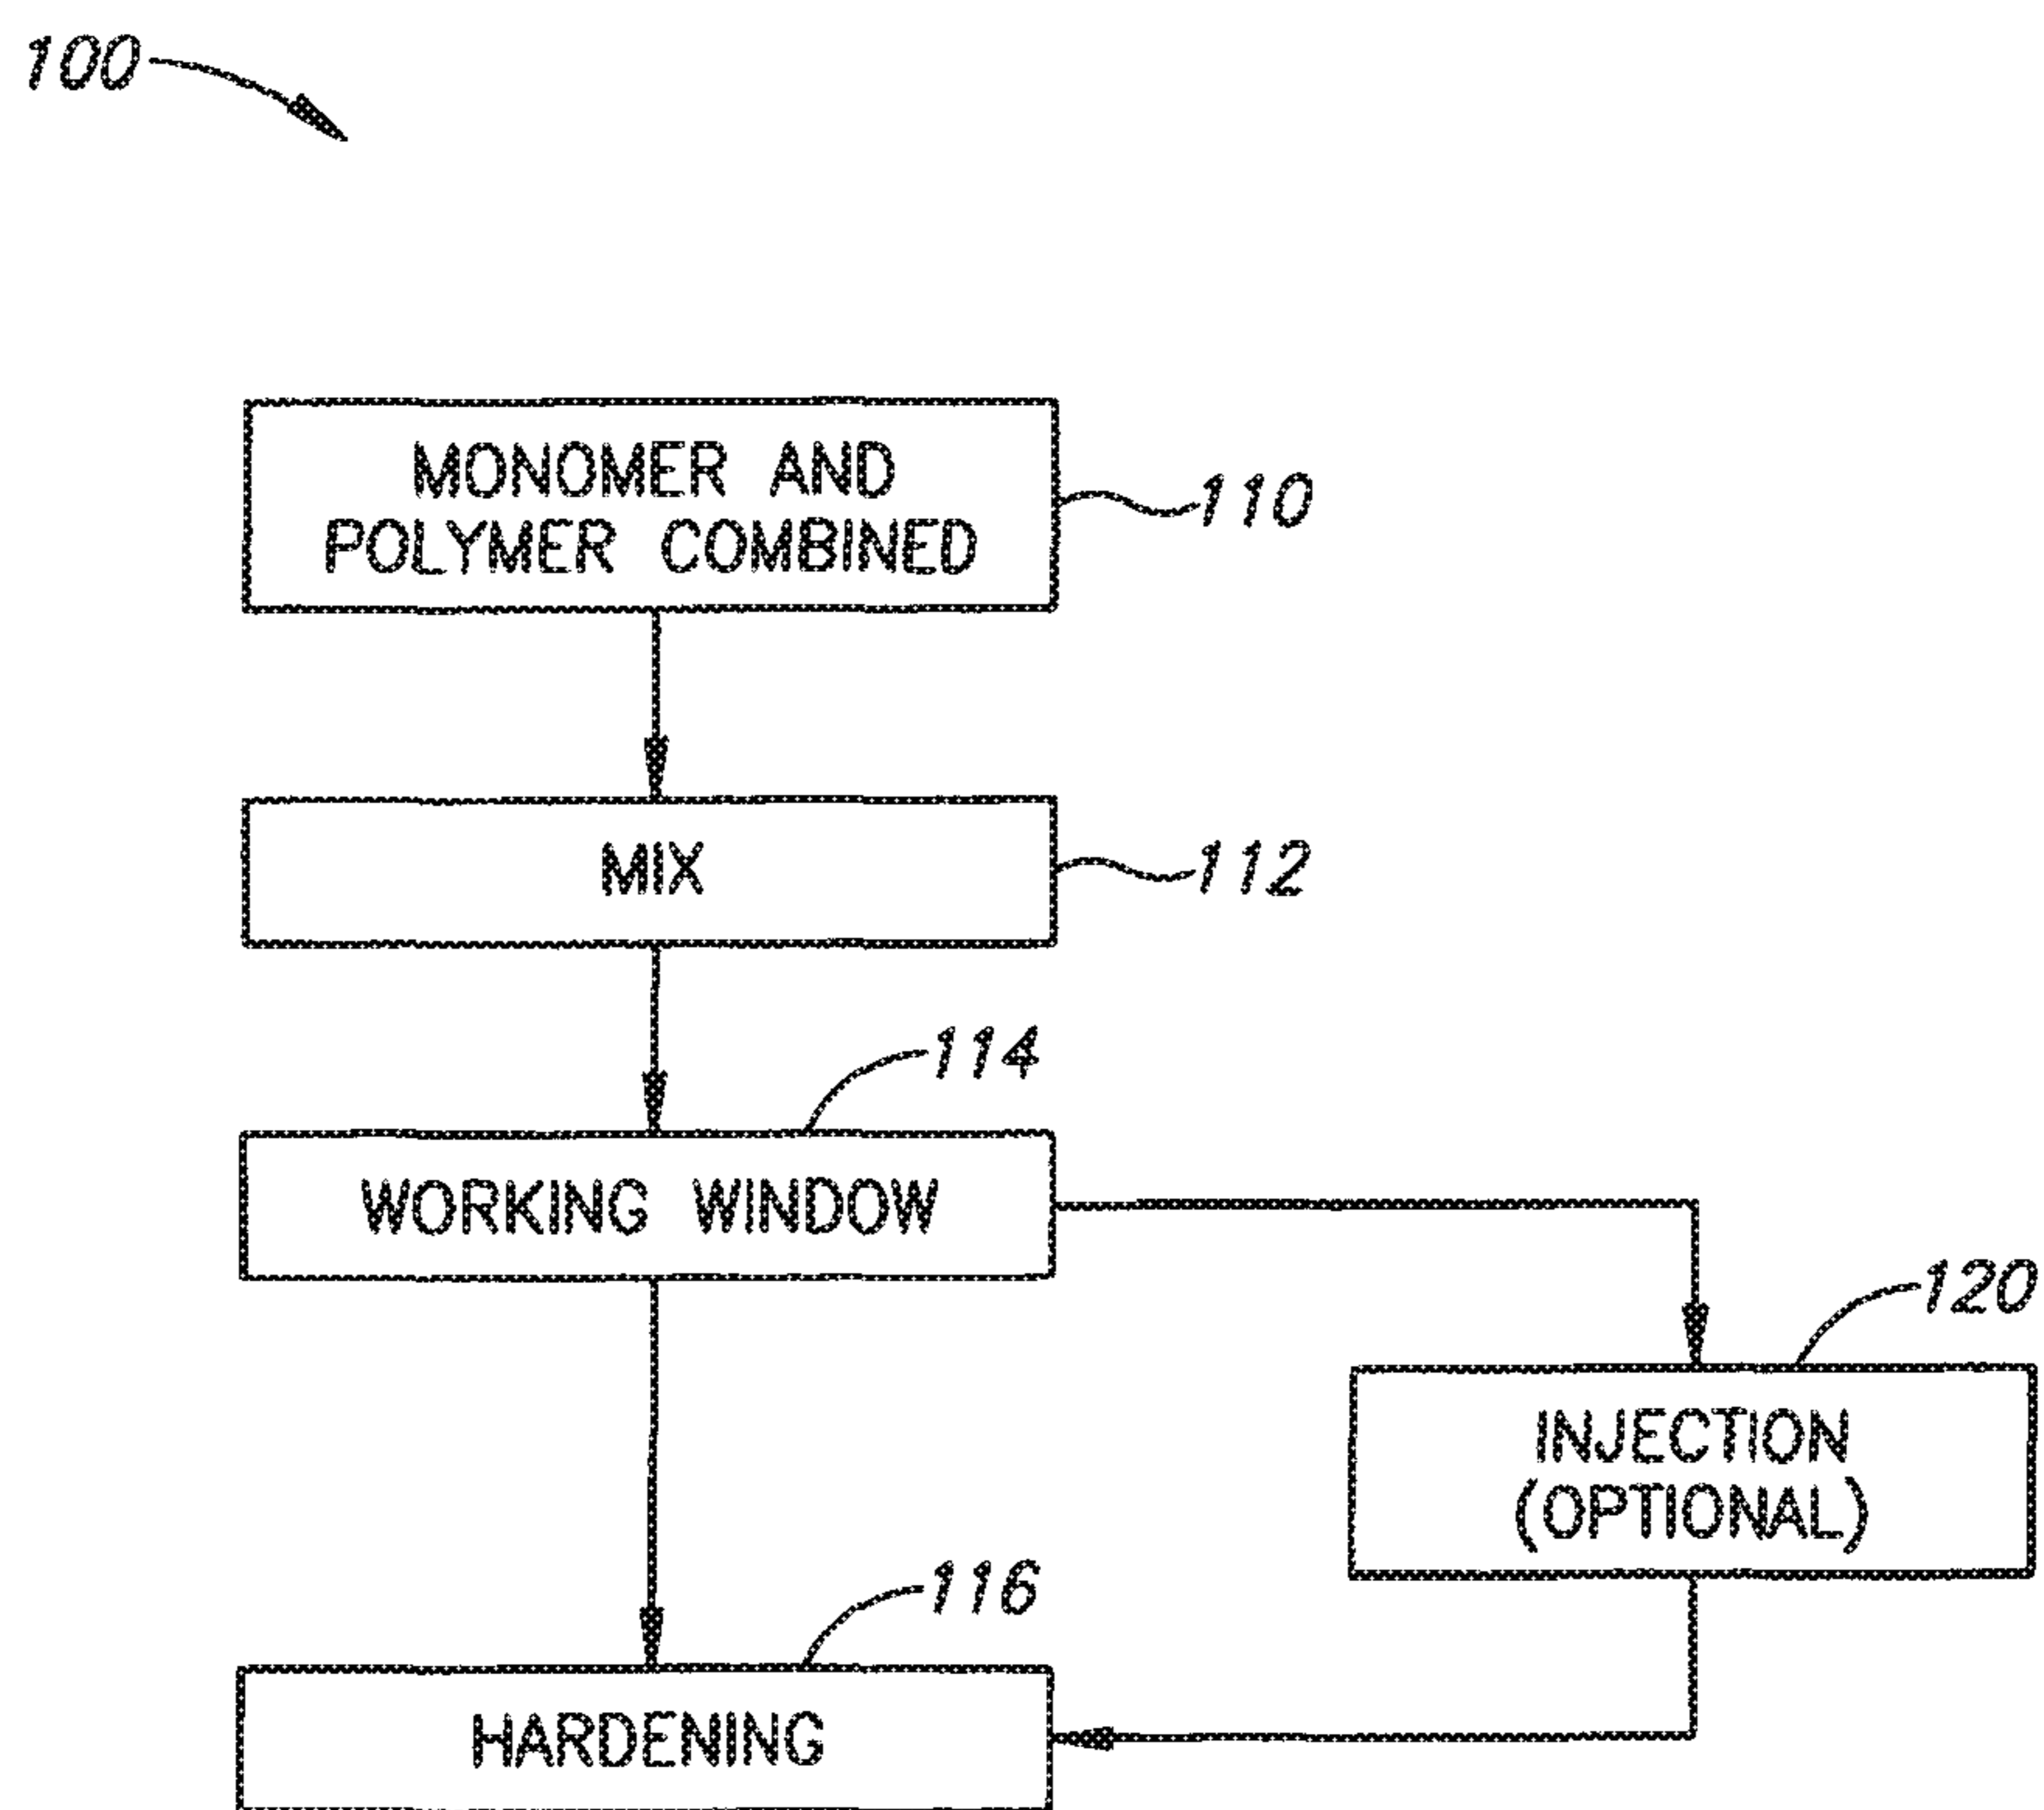 100
MONOMER AND
POLYMER COMBINED
110
MIX
112
114
WORKING WINDOW
120
INJECTION
(OPTIONAL)
116
HARDENING